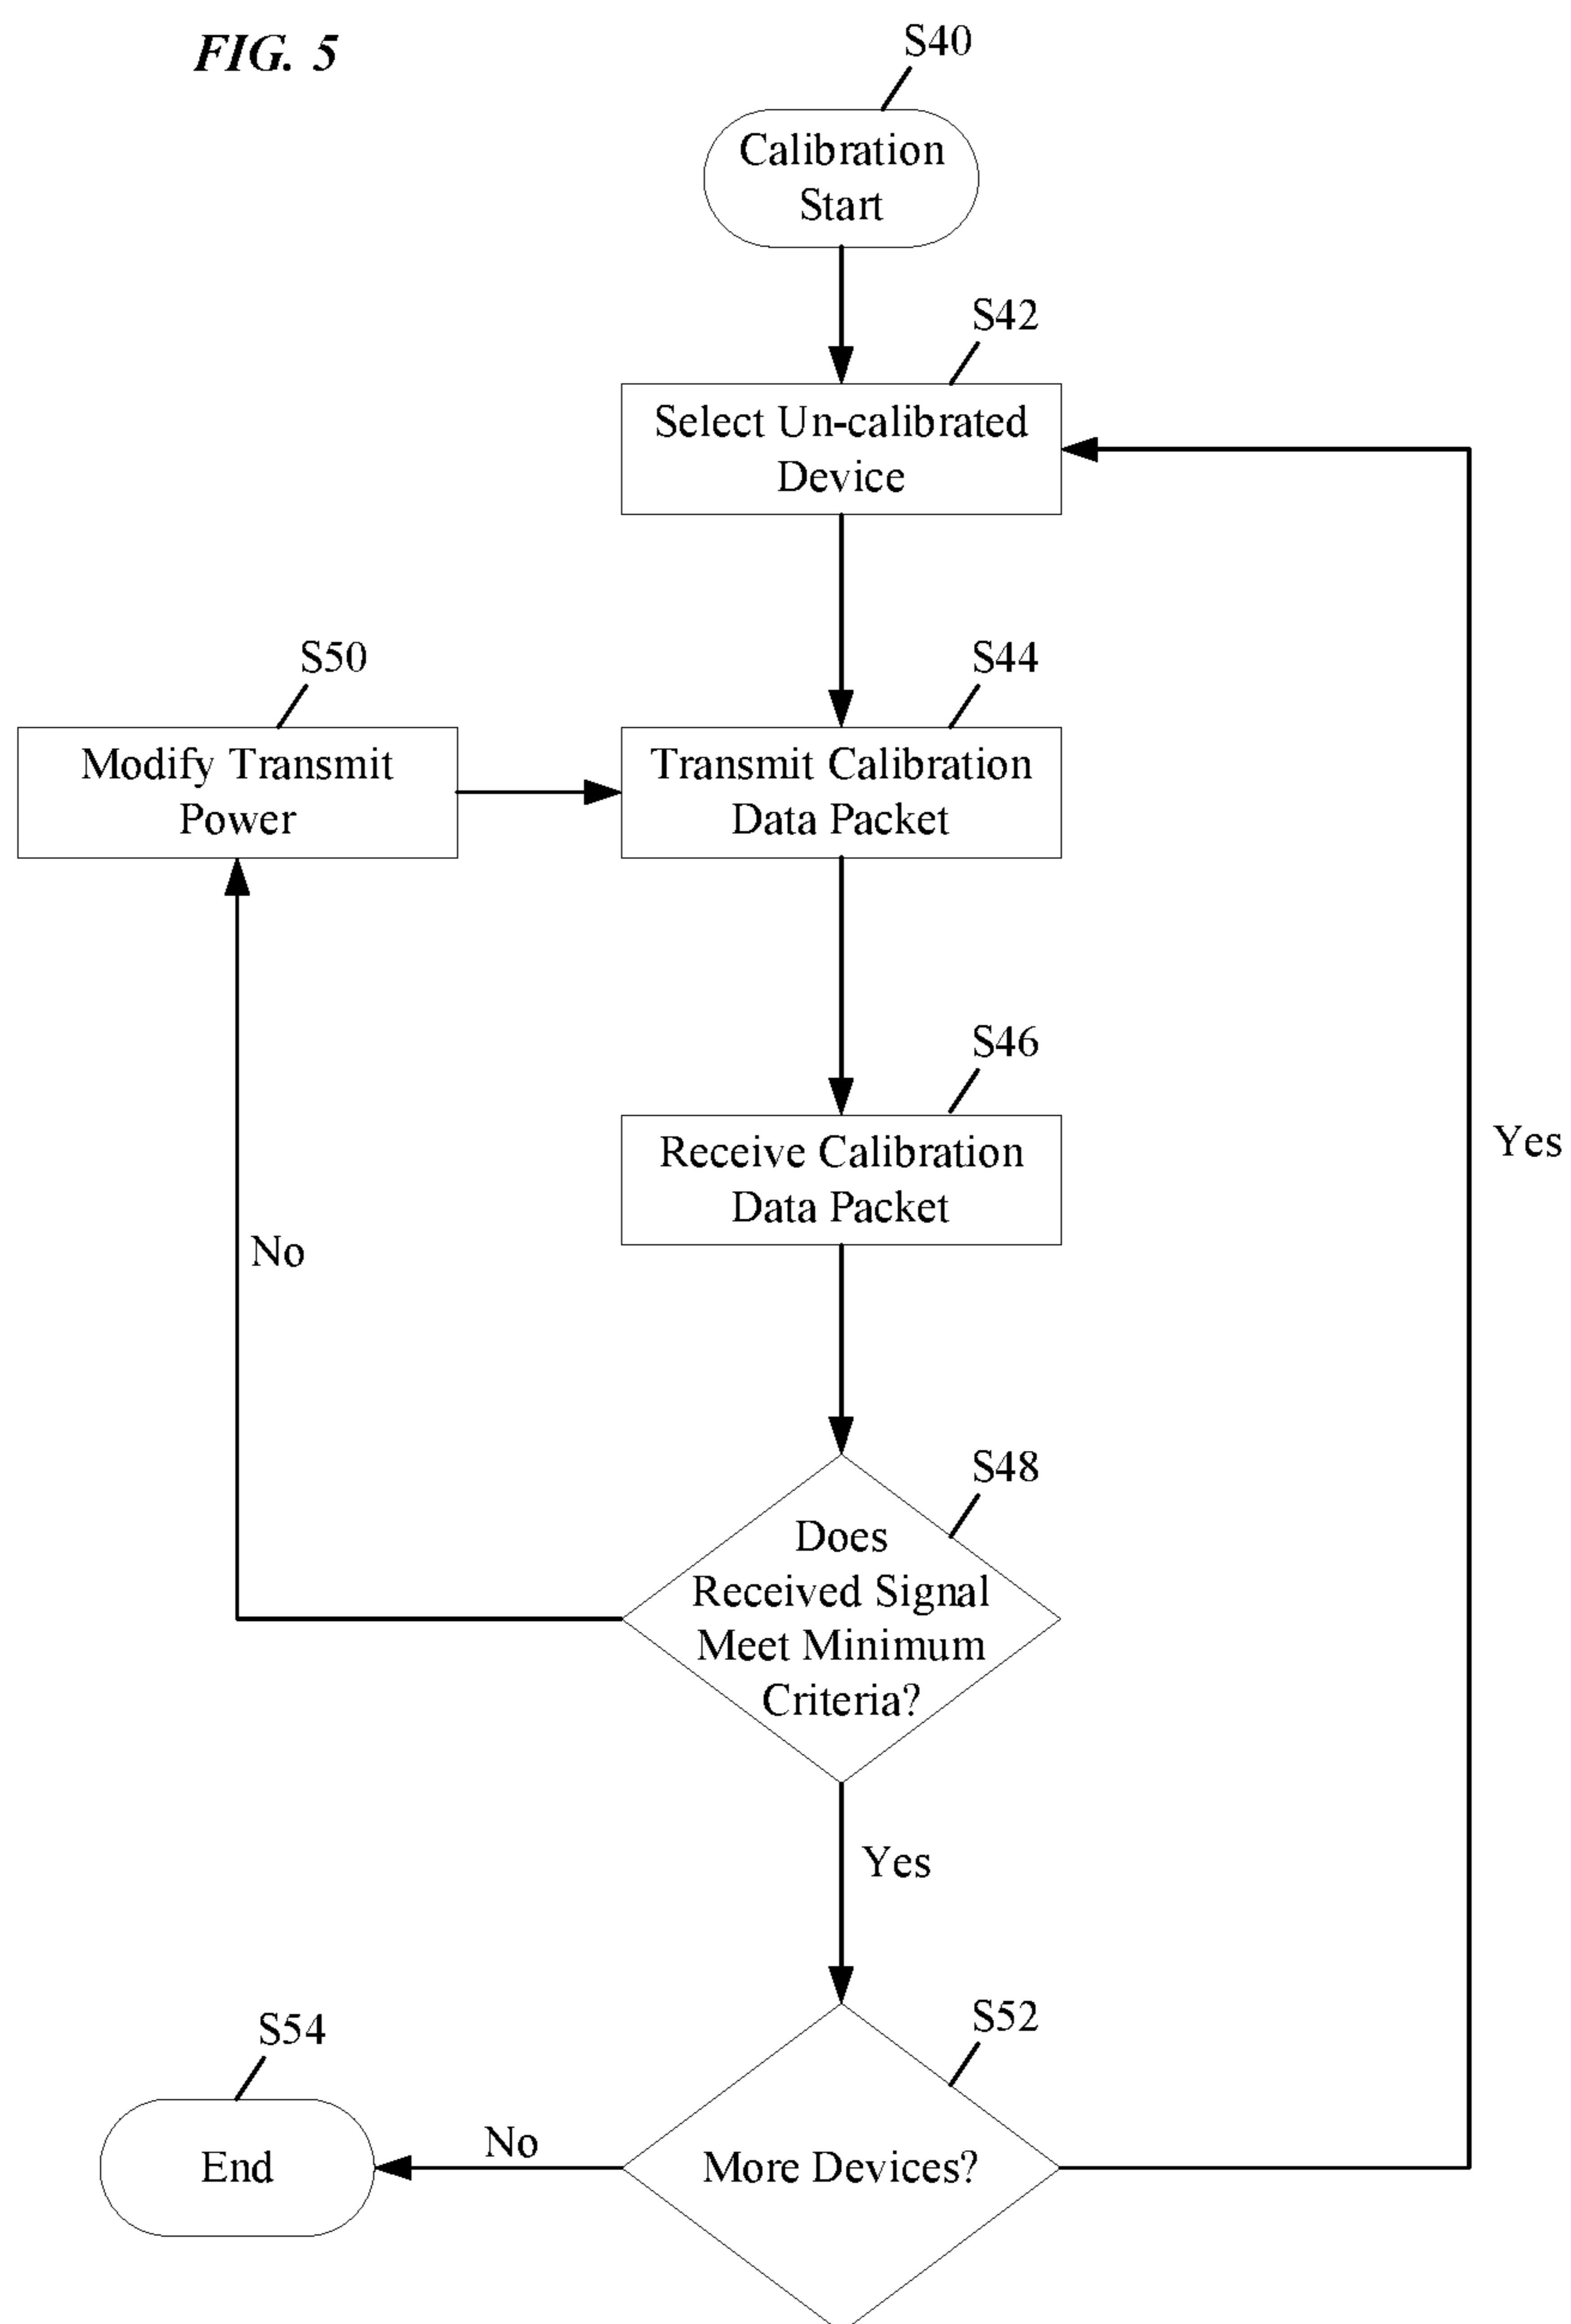 FIG. 5
S40
Calibration
Start
S42
Select Un-calibrated
Device
S50
S44
Modify Transmit
Power
Transmit Calibration
Data Packet
S46
Receive Calibration
Data Packet
Yes
No
S48
Does
Received Signal
Meet Minimum
Criteria?
Yes
S54
S52
End
No
More Devices?